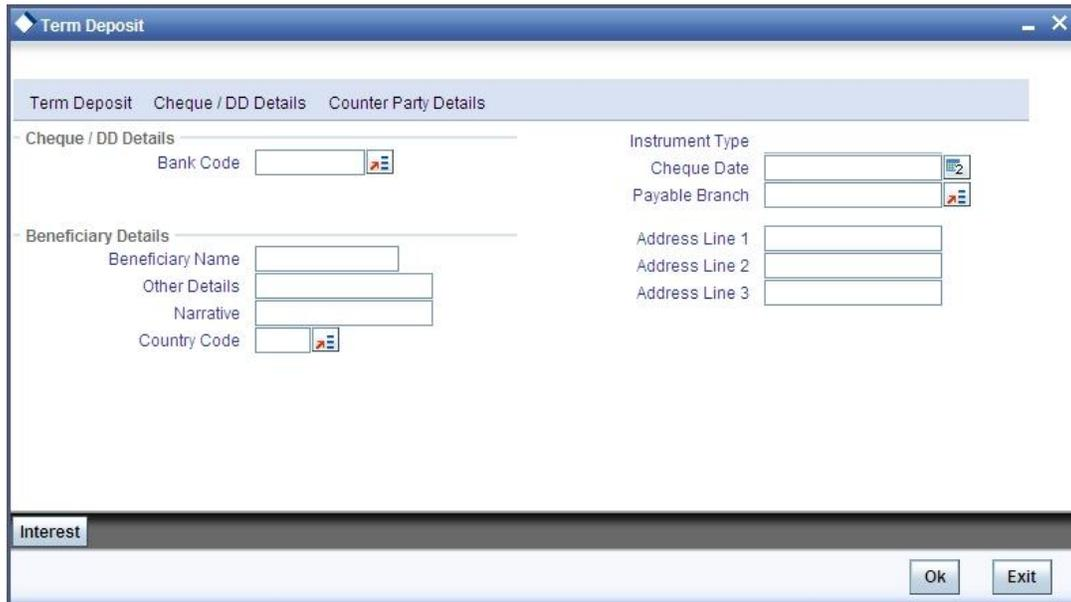 Term Deposit
Term Deposit Cheque / DD Details Counter Party Details
Cheque / DD Details
Bank Code
Instrument Type
Cheque Date
Payable Branch
Beneficiary Details
Beneficiary Name
Other Details
Narrative
Country Code
Address Line 1
Address Line 2
Address Line 3
Interest
Ok Exit